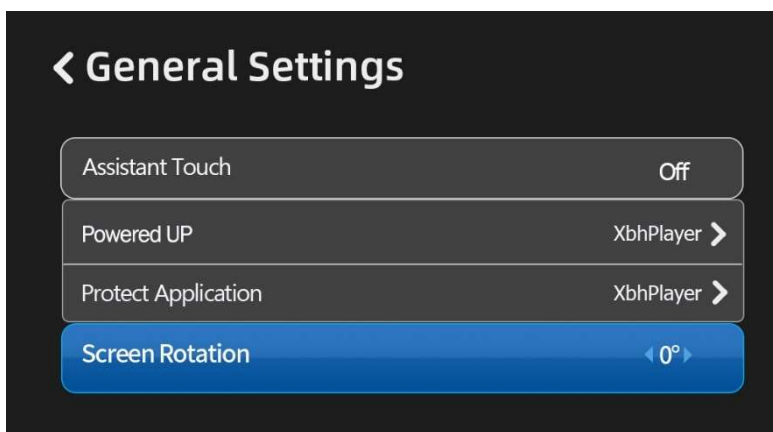 General Settings
Assistant Touch Off
Powered UP XbhPlayer
Protect Application XbhPlayer
Screen Rotation 0°